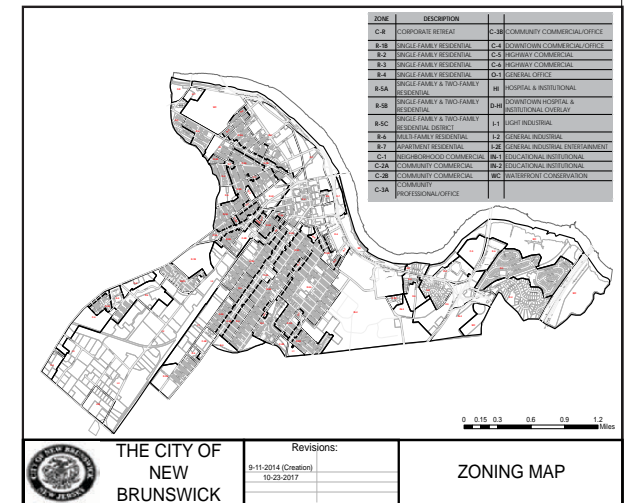 ZONE DESCRIPTION
C-R CORPORATE RETREAT C-3B COMMUNITY COMMERCIAL/OFFICE
R-1B SINGLE-FAMILY RESIDENTIAL C-4 DOWNTOWN COMMERCIAL/OFFICE
R-2 SINGLE-FAMILY RESIDENTIAL C-5 HIGHWAY COMMERCIAL
R-3 SINGLE-FAMILY RESIDENTIAL C-6 HIGHWAY COMMERCIAL
R-4 SINGLE-FAMILY RESIDENTIAL O-1 GENERAL OFFICE
R-5A SINGLE-FAMILY & TWO-FAMILY RESIDENTIAL HI HOSPITAL & INSTITUTIONAL
R-5B SINGLE-FAMILY & TWO-FAMILY RESIDENTIAL D-HI DOWNTOWN HOSPITAL & INSTITUTIONAL OVERLAY
R-5C SINGLE-FAMILY & TWO-FAMILY RESIDENTIAL DISTRICT I-1 LIGHT INDUSTRIAL
R-6 MULTI-FAMILY RESIDENTIAL I-2 GENERAL INDUSTRIAL
R-7 APARTMENT RESIDENTIAL I-2E GENERAL INDUSTRIAL ENTERTAINMENT
C-1 NEIGHBORHOOD COMMERCIAL IN-1 EDUCATIONAL INSTITUTIONAL
C-2A COMMUNITY COMMERCIAL IN-2 EDUCATIONAL INSTITUTIONAL
C-2B COMMUNITY COMMERCIAL WC WATERFRONT CONSERVATION
C-3A COMMUNITY PROFESSIONAL/OFFICE
0 0.15 0.3 0.6 0.9 1.2
Miles
CITY OF NEW BRUNSWICK
NEW JERSEY
THE CITY OF
NEW
BRUNSWICK
Revisions:
9-11-2014 (Creation)
10-23-2017
ZONING MAP